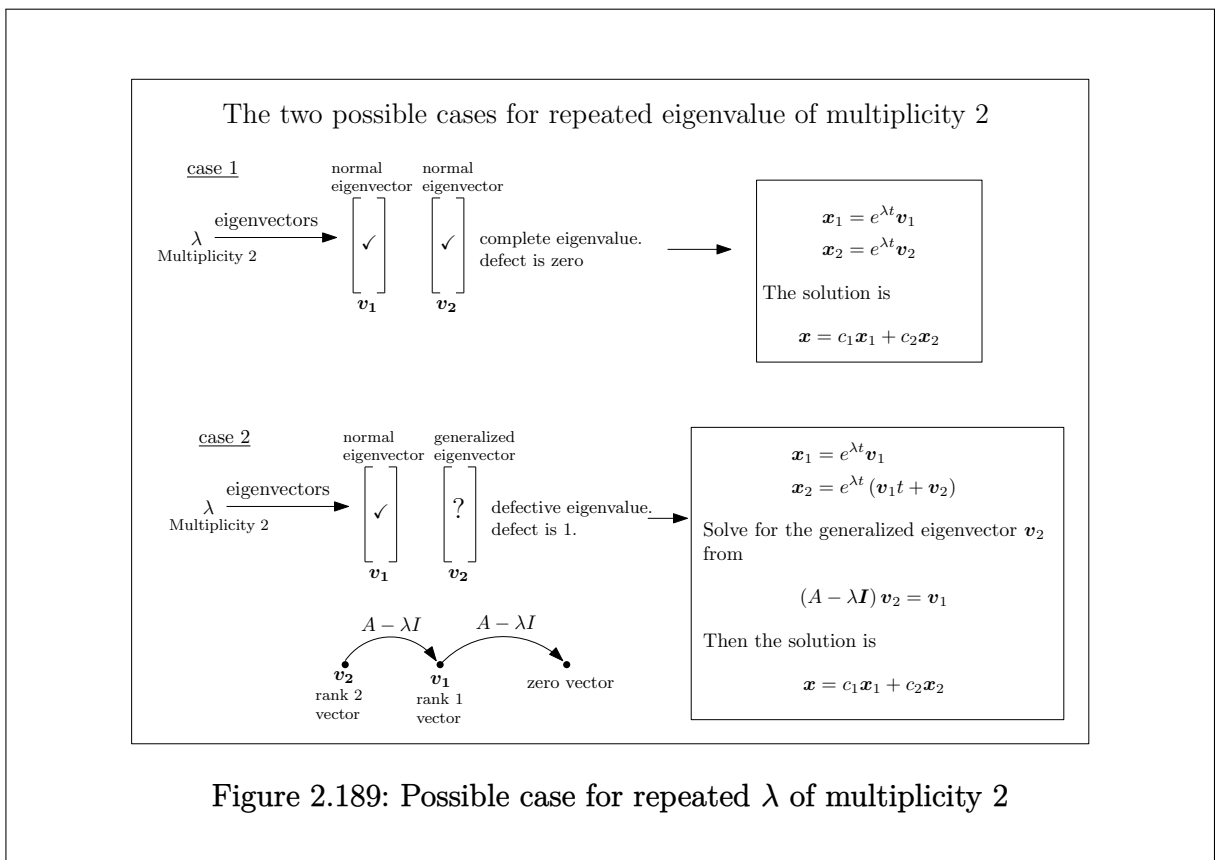 The two possible cases for repeated eigenvalue of multiplicity 2
case 1
normal eigenvector
normal eigenvector
eigenvectors
λ
Multiplicity 2
✓
✓
v₁
v₂
complete eigenvalue.
defect is zero
x₁ = e^{λt} v₁
x₂ = e^{λt} v₂
The solution is
x = c₁x₁ + c₂x₂
case 2
normal eigenvector
generalized eigenvector
eigenvectors
λ
Multiplicity 2
✓
?
v₁
v₂
defective eigenvalue.
defect is 1.
x₁ = e^{λt} v₁
x₂ = e^{λt} (v₁t + v₂)
Solve for the generalized eigenvector v₂
from
(A − λI) v₂ = v₁
Then the solution is
x = c₁x₁ + c₂x₂
A − λI
A − λI
v₂
rank 2
vector
v₁
rank 1
vector
zero vector
Figure 2.189: Possible case for repeated λ of multiplicity 2